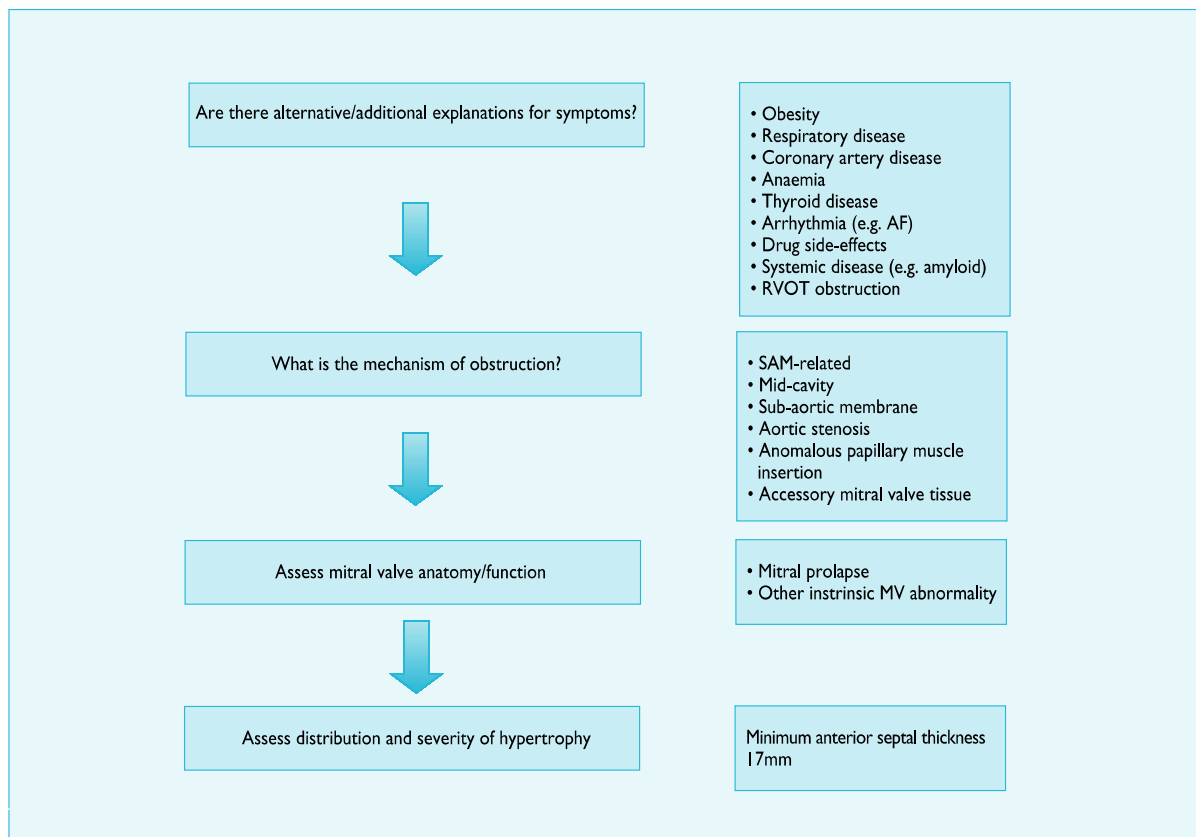 Are there alternative/additional explanations for symptoms?
• Obesity
• Respiratory disease
• Coronary artery disease
• Anaemia
• Thyroid disease
• Arrhythmia (e.g. AF)
• Drug side-effects
• Systemic disease (e.g. amyloid)
• RVOT obstruction
What is the mechanism of obstruction?
• SAM-related
• Mid-cavity
• Sub-aortic membrane
• Aortic stenosis
• Anomalous papillary muscle
insertion
• Accessory mitral valve tissue
Assess mitral valve anatomy/function
• Mitral prolapse
• Other instrinsic MV abnormality
Assess distribution and severity of hypertrophy
Minimum anterior septal thickness
17mm